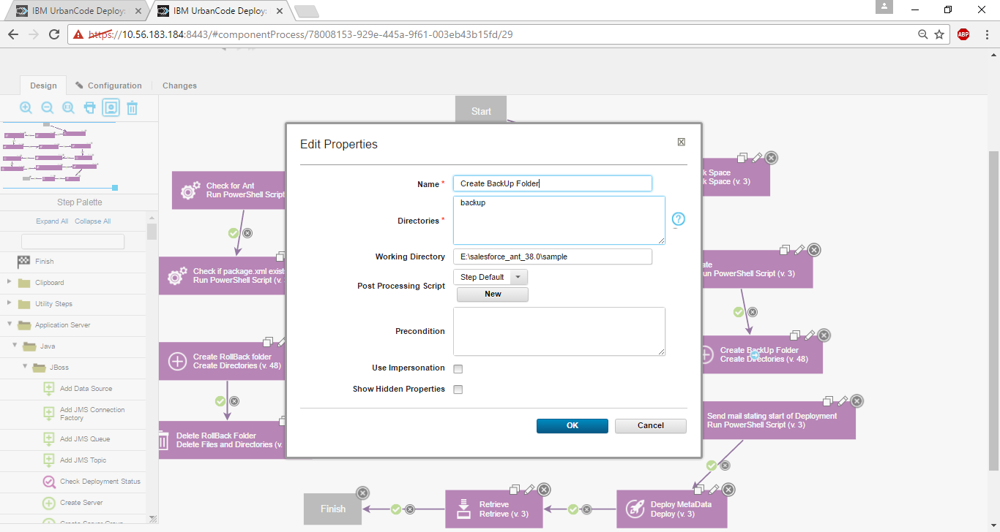 IBM UrbanCode Deploy:
IBM UrbanCode Deploy:
https://10.56.183.184:8443/#componentProcess/78008153-929e-445a-9f61-003eb43b15fd/29
ABP
Design
Configuration
Changes
Start
Step Palette
Expand All Collapse All
Finish
Clipboard
Utility Steps
Application Server
Java
JBoss
Add Data Source
Add JMS Connection
Factory
Add JMS Queue
Add JMS Topic
Check Deployment Status
Create Server
Create Server Group
Check for Ant
Run PowerShell Script
Check if package.xml exist
Run PowerShell Script (v.
Create RollBack folder
Create Directories (v. 48)
Delete RollBack Folder
Delete Files and Directories (v.
Edit Properties
Name *
Create BackUp Folder
Directories *
backup
?
Working Directory
E:\salesforce_ant_38.0\sample
Post Processing Script
Step Default
New
Precondition
Use Impersonation
Show Hidden Properties
OK
Cancel
k Space
k Space (v. 3)
ate
un PowerShell Script (v. 3)
Create BackUp Folder
Create Directories (v. 48)
Send mail stating start of Deployment
Run PowerShell Script (v. 3)
Finish
Retrieve
Retrieve (v. 3)
Deploy MetaData
Deploy (v. 3)